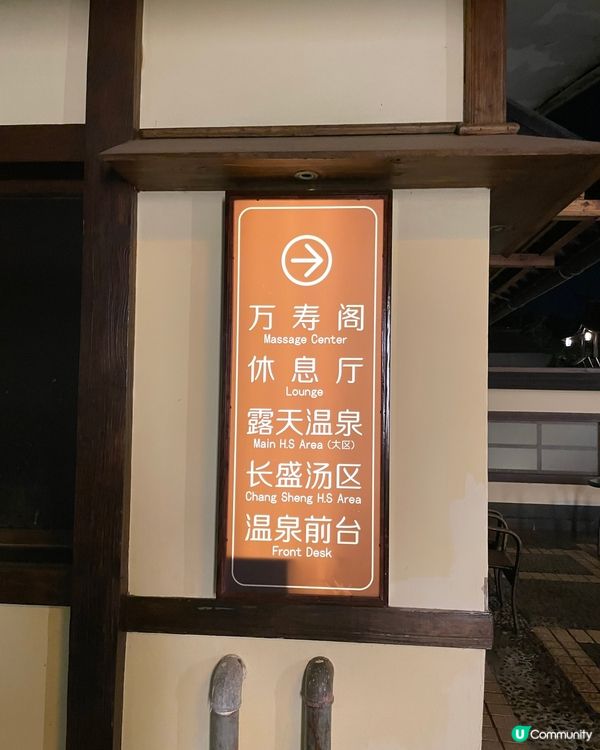 万寿阁
Massage Center
休息厅
Lounge
露天温泉
Main H.S Area (大区)
长盛汤区
Chang Sheng H.S Area
温泉前台
Front Desk
U Community